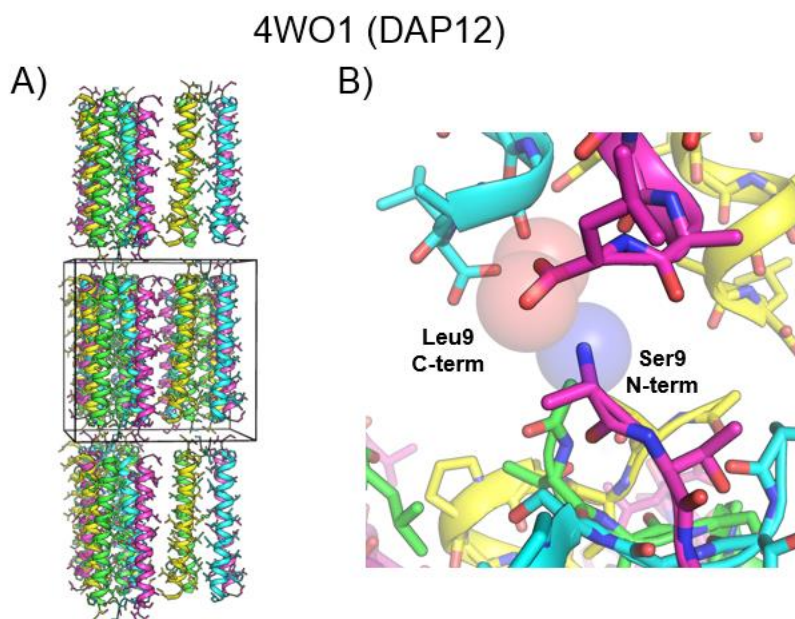 4WO1 (DAP12)
A)
B)
Leu9
C-term
Ser9
N-term